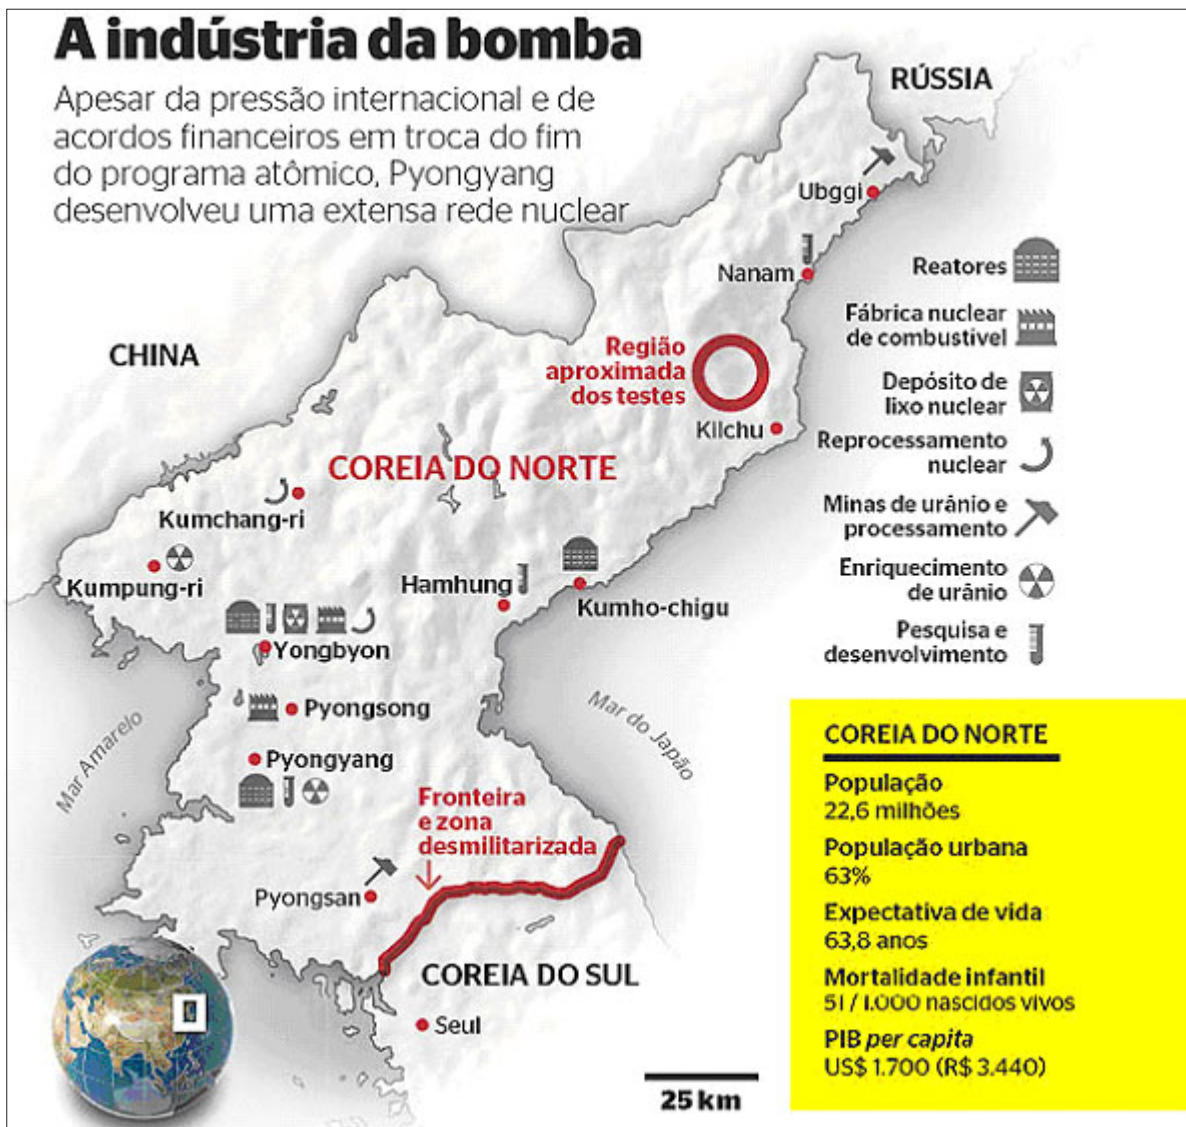 A indústria da bomba
Apesar da pressão internacional e de
acordos financeiros em troca do fim
do programa atômico, Pyongyang
desenvolveu uma extensa rede nuclear
RÚSSIA
Ubggi
Nanam
CHINA
Região
aproximada
dos testes
Kilchu
COREIA DO NORTE
Kumchang-ri
Kumpung-ri
Hamhung
Kumho-chigu
Yongbyon
Pyongsong
Pyongyang
Mar Amarelo
Mar do Japão
Fronteira
e zona
desmilitarizada
Pyongsan
COREIA DO SUL
Seul
25 km
Reatores
Fábrica nuclear
de combustível
Depósito de
lixo nuclear
Reprocessamento
nuclear
Minas de urânio e
processamento
Enriquecimento
de urânio
Pesquisa e
desenvolvimento
COREIA DO NORTE
População
22,6 milhões
População urbana
63%
Expectativa de vida
63,8 anos
Mortalidade infantil
51 / 1.000 nascidos vivos
PIB per capita
US$ 1.700 (R$ 3.440)